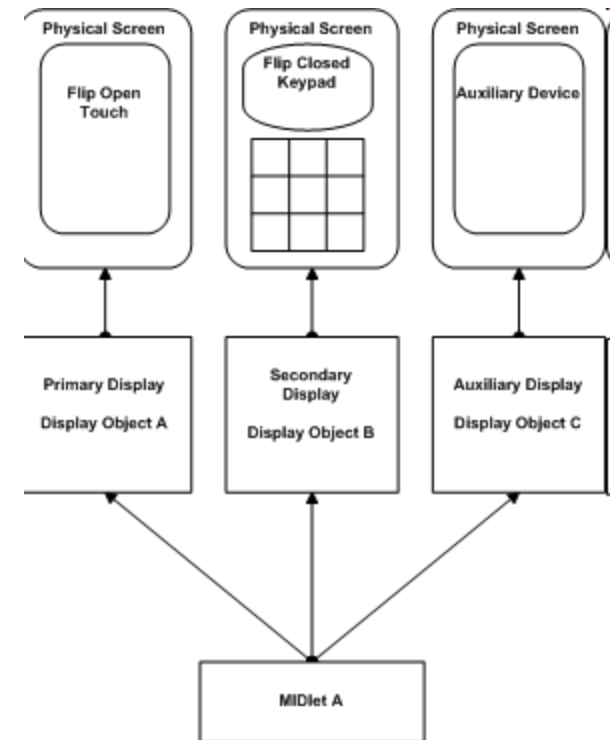 Physical Screen
Flip Open
Touch
Physical Screen
Flip Closed
Keypad
Physical Screen
Auxiliary Device
Primary Display
Display Object A
Secondary
Display
Display Object B
Auxiliary Display
Display Object C
MIDlet A